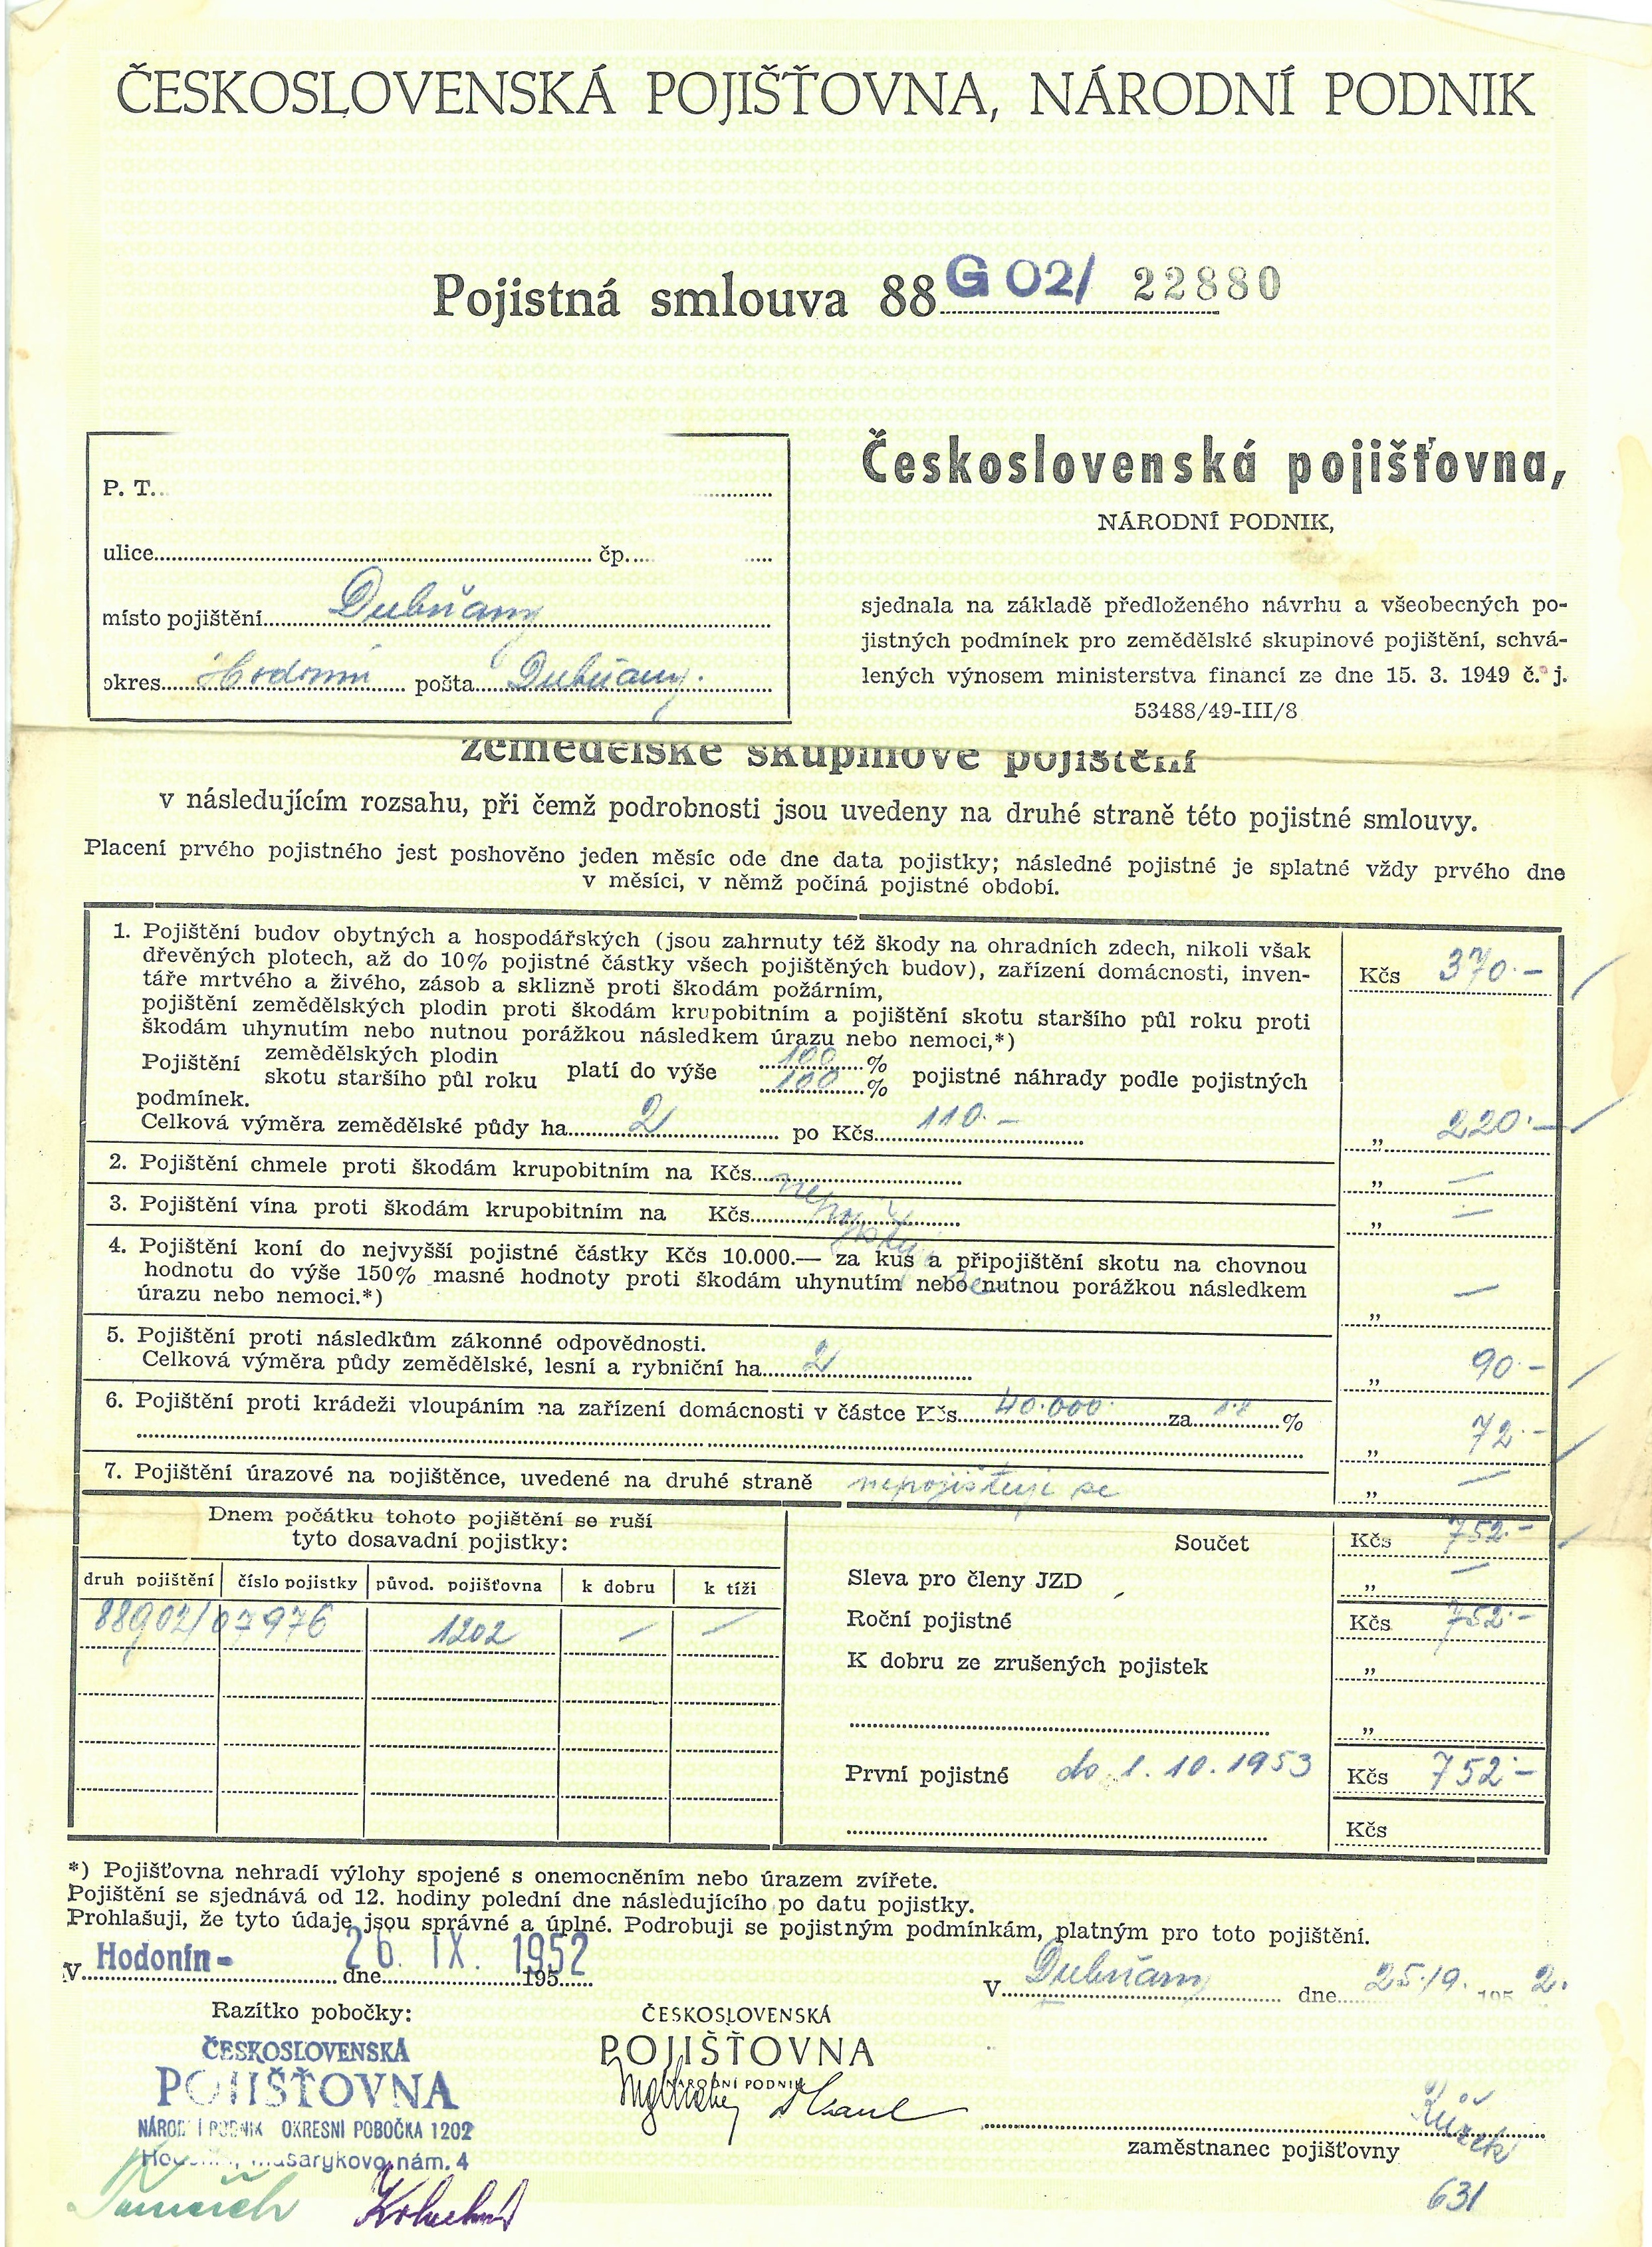 ČESKOSLOVENSKÁ POJIŠŤOVNA, NÁRODNÍ PODNIK
Pojistná smlouva 88 G 02/ 22880
P. T.
ulice čp.
místo pojištění Dubňany
okres Hodonín pošta Dubňany.
Československá pojišťovna,
NÁRODNÍ PODNIK,
sjednala na základě předloženého návrhu a všeobecných po-
jistných podmínek pro zemědělské skupinové pojištění, schvá-
lených výnosem ministerstva financí ze dne 15. 3. 1949 č. j.
53488/49-III/8
zemědělské skupinové pojištění
v následujícím rozsahu, při čemž podrobnosti jsou uvedeny na druhé straně této pojistné smlouvy.
Placení prvého pojistného jest poshověno jeden měsíc ode dne data pojistky; následné pojistné je splatné vždy prvého dne
v měsíci, v němž počíná pojistné období.
1. Pojištění budov obytných a hospodářských (jsou zahrnuty též škody na ohradních zdech, nikoli však
dřevěných plotech, až do 10% pojistné částky všech pojištěných budov), zařízení domácnosti, inven-
táře mrtvého a živého, zásob a sklizně proti škodám požárním, Kčs 370.—
pojištění zemědělských plodin proti škodám krupobitním a pojištění skotu staršího půl roku proti
škodám uhynutím nebo nutnou porážkou následkem úrazu nebo nemoci,*)
Pojištění zemědělských plodin platí do výše 100 % pojistné náhrady podle pojistných
skotu staršího půl roku 100 %
podmínek.
Celková výměra zemědělské půdy ha 2 po Kčs 110.— „ 220.—
2. Pojištění chmele proti škodám krupobitním na Kčs „ —
3. Pojištění vína proti škodám krupobitním na Kčs nepojišťuje se „ —
4. Pojištění koní do nejvyšší pojistné částky Kčs 10.000.— za kus a připojištění skotu na chovnou
hodnotu do výše 150% masné hodnoty proti škodám uhynutím nebo nutnou porážkou následkem
úrazu nebo nemoci.*) „ —
5. Pojištění proti následkům zákonné odpovědnosti.
Celková výměra půdy zemědělské, lesní a rybniční ha 2 „ 90.—
6. Pojištění proti krádeži vloupáním na zařízení domácnosti v částce Kčs 40.000 za %
„ 72.—
7. Pojištění úrazové na pojištěnce, uvedené na druhé straně nepojišťuje se „ —
Dnem počátku tohoto pojištění se ruší
tyto dosavadní pojistky:
druh pojištění číslo pojistky původ. pojišťovna k dobru k tíži
88902/07976 1202 — —
Součet Kčs 752.—
Sleva pro členy JZD „ —
Roční pojistné Kčs 752.—
K dobru ze zrušených pojistek „
„
První pojistné do 1. 10. 1953 Kčs 752.—
Kčs
*) Pojišťovna nehradí výlohy spojené s onemocněním nebo úrazem zvířete.
Pojištění se sjednává od 12. hodiny polední dne následujícího po datu pojistky.
Prohlašuji, že tyto údaje jsou správné a úplné. Podrobuji se pojistným podmínkám, platným pro toto pojištění.
V Hodonín - dne 26. IX. 1952 195
V Dubňany dne 25./9. 195 2.
Razítko pobočky:
ČESKOSLOVENSKÁ
POJIŠŤOVNA
NÁRODNÍ PODNIK OKRESNI POBOČKA 1202
Hodonín, Masarykovo nám. 4
ČESKOSLOVENSKÁ
POJIŠŤOVNA
NÁRODNÍ PODNIK
Růžek
zaměstnanec pojišťovny
631